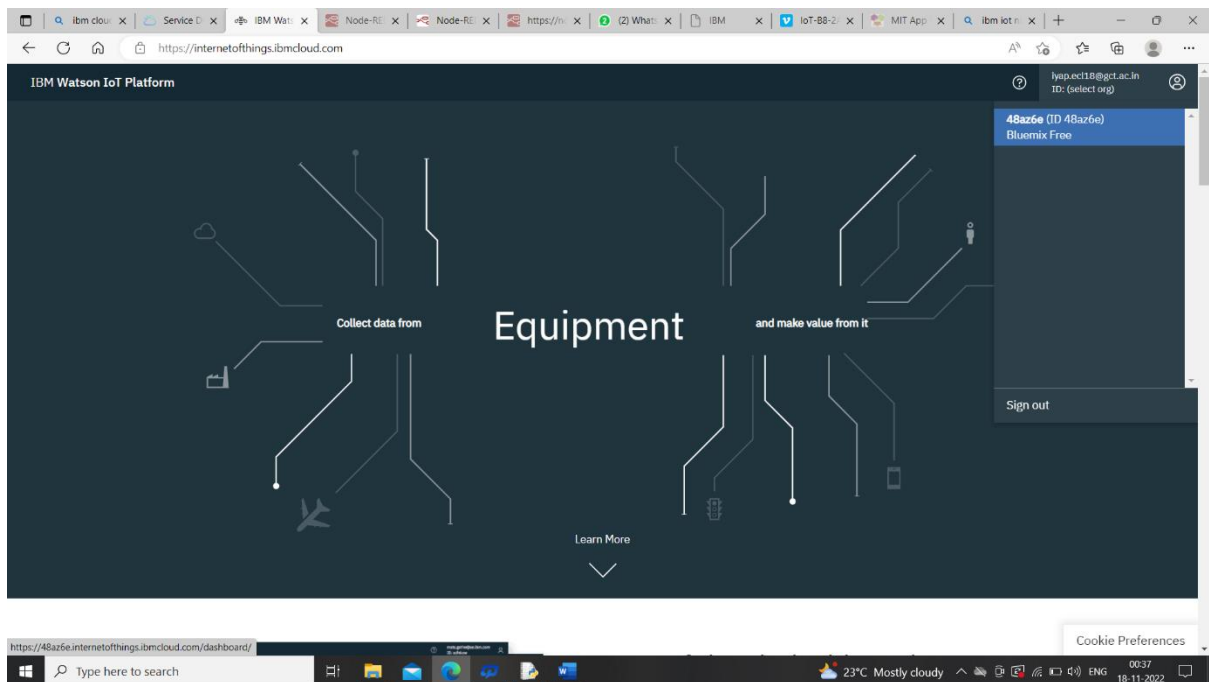 ibm clou
Service D
IBM Wats
Node-RE
Node-RE
https://n
(2) Whats
IBM
IoT-B8-2
MIT App
ibm iot n
https://internetofthings.ibmcloud.com
IBM Watson IoT Platform
iyap.ecl18@gct.ac.in
ID: (select org)
48az6e (ID 48az6e)
Bluemix Free
Sign out
Collect data from
Equipment
and make value from it
Learn More
Cookie Preferences
https://48az6e.internetofthings.ibmcloud.com/dashboard/
Type here to search
23°C Mostly cloudy
ENG
00:37
18-11-2022